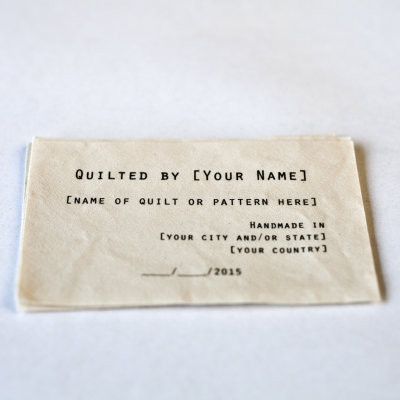 Quilted by [Your Name]
[name of quilt or pattern here]
Handmade in
[your city and/or state]
[your country]
____/____/2015